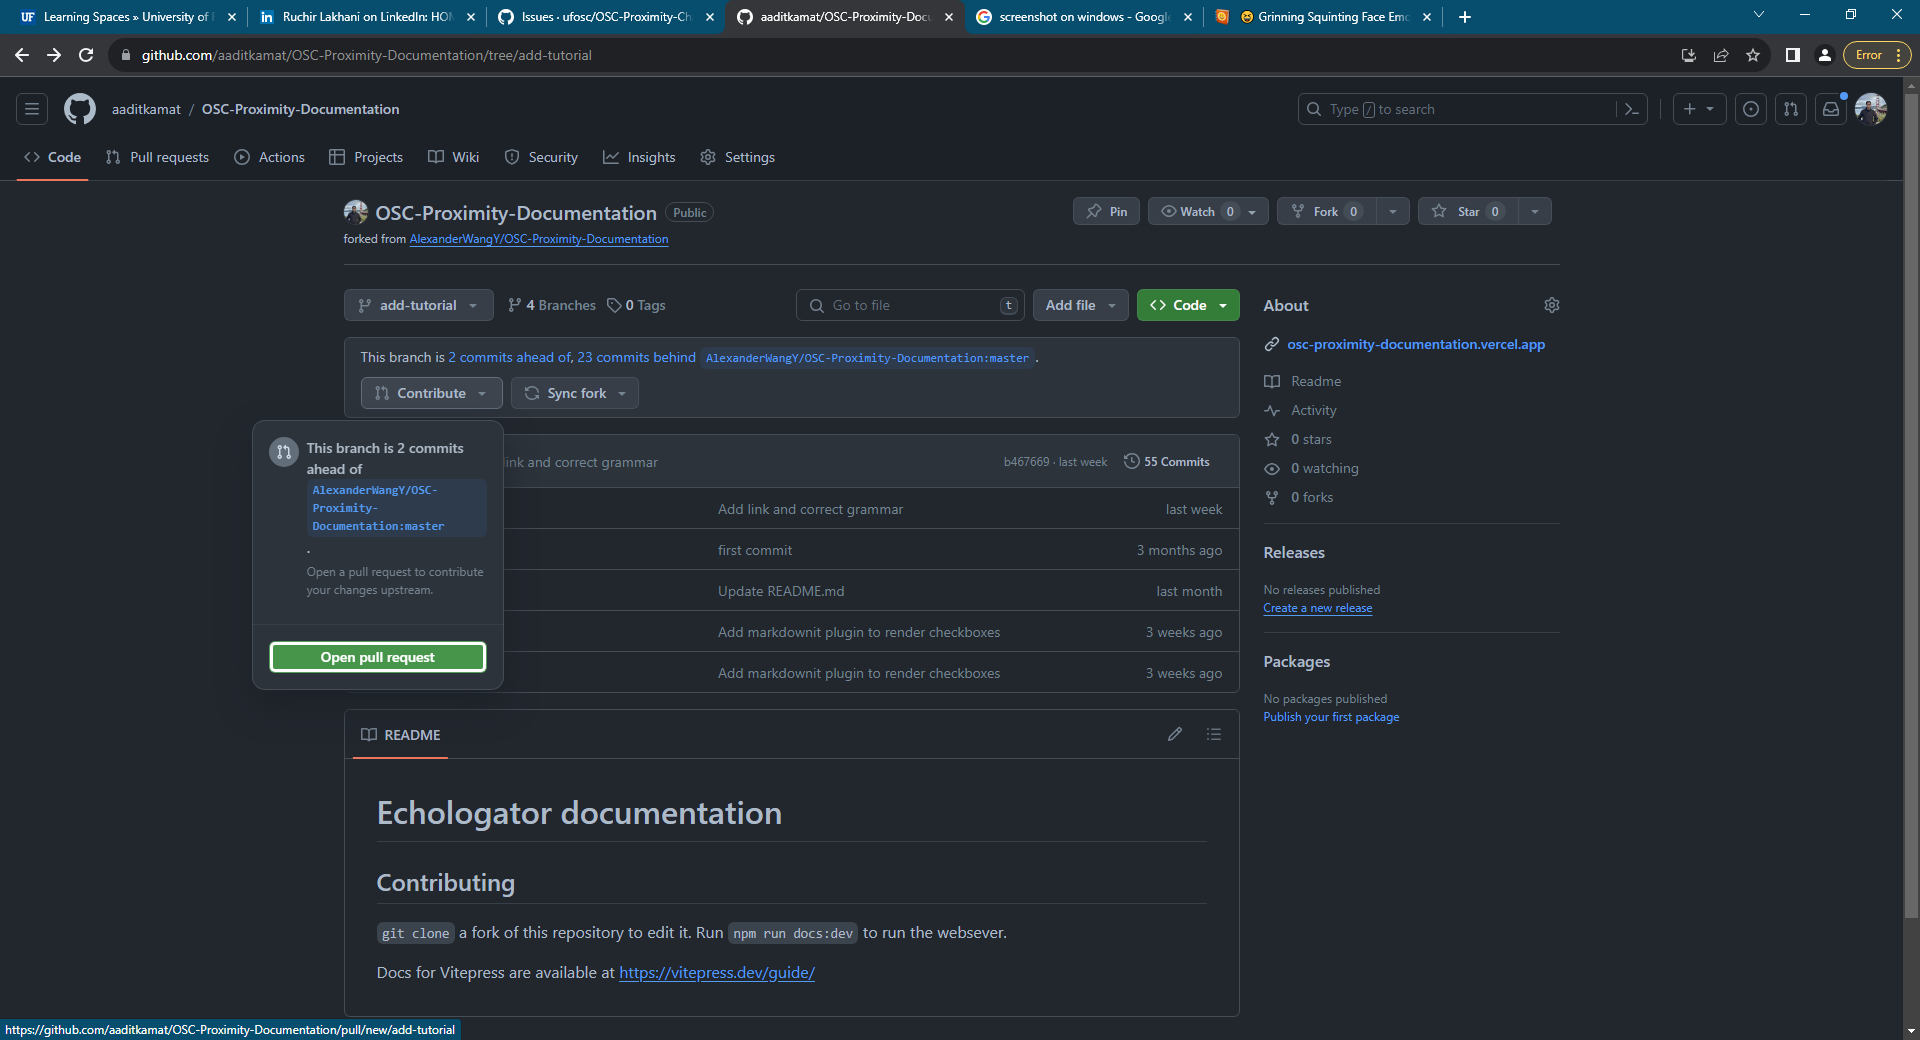 Learning Spaces » University of F
Ruchir Lakhani on LinkedIn: HO
Issues · ufosc/OSC-Proximity-Ch
aaditkamat/OSC-Proximity-Docu
screenshot on windows - Google
😆 Grinning Squinting Face Emo
github.com/aaditkamat/OSC-Proximity-Documentation/tree/add-tutorial
Error
aaditkamat / OSC-Proximity-Documentation
Type / to search
Code
Pull requests
Actions
Projects
Wiki
Security
Insights
Settings
OSC-Proximity-Documentation Public
forked from AlexanderWangY/OSC-Proximity-Documentation
Pin
Watch 0
Fork 0
Star 0
add-tutorial
4 Branches
0 Tags
Go to file t
Add file
Code
This branch is 2 commits ahead of, 23 commits behind AlexanderWangY/OSC-Proximity-Documentation:master .
Contribute
Sync fork
This branch is 2 commits
ahead of
AlexanderWangY/OSC-
Proximity-
Documentation:master
.
Open a pull request to contribute
your changes upstream.
Open pull request
ink and correct grammar
b467669 · last week
55 Commits
Add link and correct grammar
last week
first commit
3 months ago
Update README.md
last month
Add markdownit plugin to render checkboxes
3 weeks ago
Add markdownit plugin to render checkboxes
3 weeks ago
About
osc-proximity-documentation.vercel.app
Readme
Activity
0 stars
0 watching
0 forks
Releases
No releases published
Create a new release
Packages
No packages published
Publish your first package
README
Echologator documentation
Contributing
git clone a fork of this repository to edit it. Run npm run docs:dev to run the websever.
Docs for Vitepress are available at https://vitepress.dev/guide/
https://github.com/aaditkamat/OSC-Proximity-Documentation/pull/new/add-tutorial